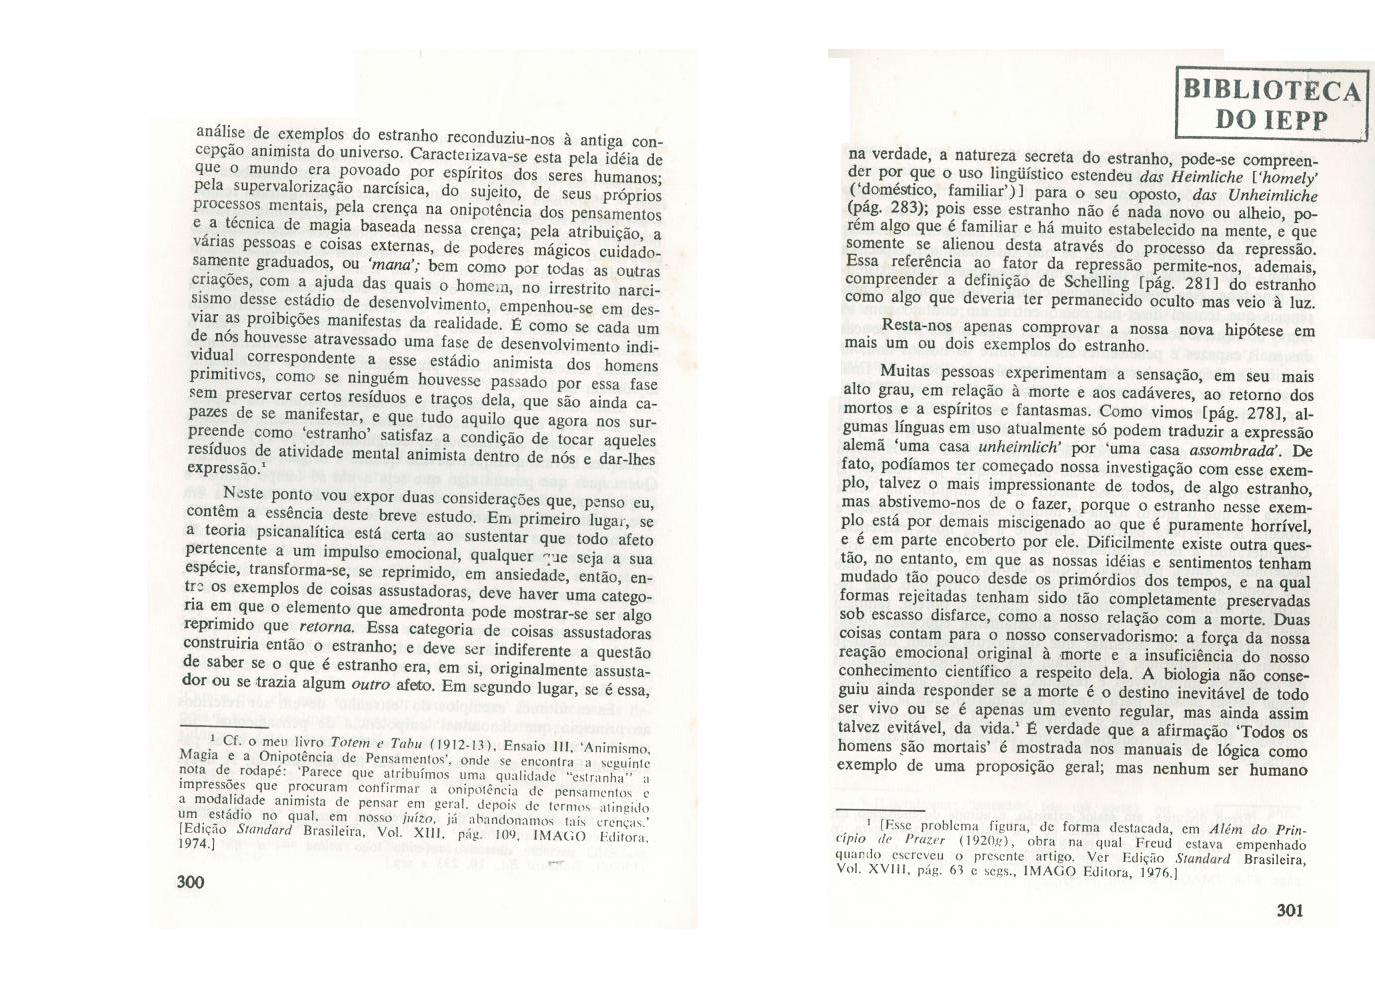 análise de exemplos do estranho reconduziu-nos à antiga con-
cepção animista do universo. Caracterizava-se esta pela idéia de
que o mundo era povoado por espíritos dos seres humanos;
pela supervalorização narcísica, do sujeito, de seus próprios
processos mentais, pela crença na onipotência dos pensamentos
e a técnica de magia baseada nessa crença; pela atribuição, a
várias pessoas e coisas externas, de poderes mágicos cuidado-
samente graduados, ou ‘mana’; bem como por todas as outras
criações, com a ajuda das quais o homem, no irrestrito narci-
sismo desse estádio de desenvolvimento, empenhou-se em des-
viar as proibições manifestas da realidade. É como se cada um
de nós houvesse atravessado uma fase de desenvolvimento indi-
vidual correspondente a esse estádio animista dos homens
primitivos, como se ninguém houvesse passado por essa fase
sem preservar certos resíduos e traços dela, que são ainda ca-
pazes de se manifestar, e que tudo aquilo que agora nos sur-
preende como ‘estranho’ satisfaz a condição de tocar aqueles
resíduos de atividade mental animista dentro de nós e dar-lhes
expressão.¹
Neste ponto vou expor duas considerações que, penso eu,
contêm a essência deste breve estudo. Em primeiro lugar, se
a teoria psicanalítica está certa ao sustentar que todo afeto
pertencente a um impulso emocional, qualquer que seja a sua
espécie, transforma-se, se reprimido, em ansiedade, então, en-
tre os exemplos de coisas assustadoras, deve haver uma catego-
ria em que o elemento que amedronta pode mostrar-se ser algo
reprimido que retorna. Essa categoria de coisas assustadoras
construiria então o estranho; e deve ser indiferente a questão
de saber se o que é estranho era, em si, originalmente assusta-
dor ou se trazia algum outro afeto. Em segundo lugar, se é essa,
¹ Cf. o meu livro Totem e Tabu (1912-13), Ensaio III, ‘Animismo,
Magia e a Onipotência de Pensamentos’, onde se encontra a seguinte
nota de rodapé: ‘Parece que atribuímos uma qualidade “estranha” a
impressões que procuram confirmar a onipotência de pensamentos e
a modalidade animista de pensar em geral, depois de termos atingido
um estádio no qual, em nosso juízo, já abandonamos tais crenças.’
[Edição Standard Brasileira, Vol. XIII, pág. 109, IMAGO Editora,
1974.]
300
BIBLIOTECA
DO IEPP
na verdade, a natureza secreta do estranho, pode-se compreen-
der por que o uso lingüístico estendeu das Heimliche [‘homely’
(‘doméstico, familiar’)] para o seu oposto, das Unheimliche
(pág. 283); pois esse estranho não é nada novo ou alheio, po-
rém algo que é familiar e há muito estabelecido na mente, e que
somente se alienou desta através do processo da repressão.
Essa referência ao fator da repressão permite-nos, ademais,
compreender a definição de Schelling [pág. 281] do estranho
como algo que deveria ter permanecido oculto mas veio à luz.
Resta-nos apenas comprovar a nossa nova hipótese em
mais um ou dois exemplos do estranho.
Muitas pessoas experimentam a sensação, em seu mais
alto grau, em relação à morte e aos cadáveres, ao retorno dos
mortos e a espíritos e fantasmas. Como vimos [pág. 278], al-
gumas línguas em uso atualmente só podem traduzir a expressão
alemã ‘uma casa unheimlich’ por ‘uma casa assombrada’. De
fato, podíamos ter começado nossa investigação com esse exem-
plo, talvez o mais impressionante de todos, de algo estranho,
mas abstivemo-nos de o fazer, porque o estranho nesse exem-
plo está por demais miscigenado ao que é puramente horrível,
e é em parte encoberto por ele. Dificilmente existe outra ques-
tão, no entanto, em que as nossas idéias e sentimentos tenham
mudado tão pouco desde os primórdios dos tempos, e na qual
formas rejeitadas tenham sido tão completamente preservadas
sob escasso disfarce, como a nosso relação com a morte. Duas
coisas contam para o nosso conservadorismo: a força da nossa
reação emocional original à morte e a insuficiência do nosso
conhecimento científico a respeito dela. A biologia não conse-
guiu ainda responder se a morte é o destino inevitável de todo
ser vivo ou se é apenas um evento regular, mas ainda assim
talvez evitável, da vida.¹ É verdade que a afirmação ‘Todos os
homens são mortais’ é mostrada nos manuais de lógica como
exemplo de uma proposição geral; mas nenhum ser humano
¹ [Esse problema figura, de forma destacada, em Além do Prin-
cípio de Prazer (1920g), obra na qual Freud estava empenhado
quando escreveu o presente artigo. Ver Edição Standard Brasileira,
Vol. XVIII, pág. 63 e segs., IMAGO Editora, 1976.]
301